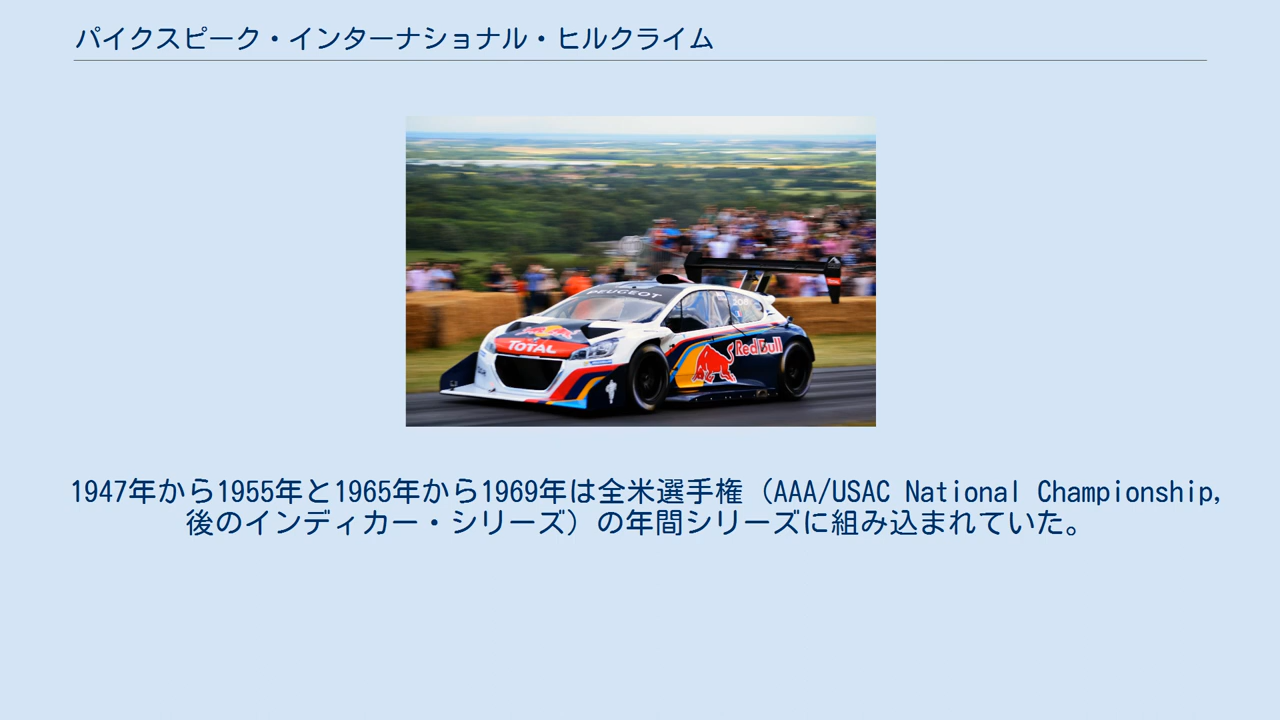 パイクスピーク・インターナショナル・ヒルクライム
PEUGEOT
TOTAL
Red Bull
208
1947年から1955年と1965年から1969年は全米選手権（AAA/USAC National Championship,
後のインディカー・シリーズ）の年間シリーズに組み込まれていた。